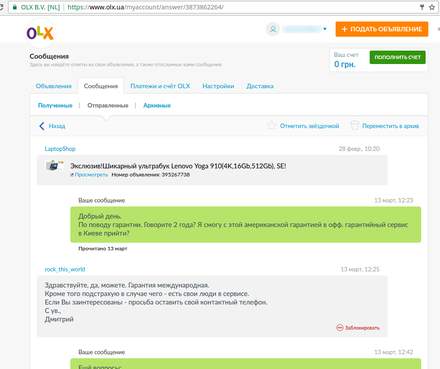 OLX B.V. [NL] | https://www.olx.ua/myaccount/answer/3873862264/
OLX
+ ПОДАТЬ ОБЪЯВЛЕНИЕ
Сообщения
Здесь вы найдёте ответы на свои объявления, а также отправленные вами сообщения
Ваш счет
0 грн.
ПОПОЛНИТЬ СЧЕТ
Объявления Сообщения Платежи и счёт OLX Настройки Доставка
Полученные Отправленные Архивные
Назад
Отметить звёздочкой Переместить в архив
LaptopShop 28 февр., 10:20
Эксклюзив!Шикарный ультрабук Lenovo Yoga 910(4K,16Gb,512Gb), SE!
Просмотреть Номер объявления: 395267738
Ваше сообщение 13 март, 12:23
Добрый день.
По поводу гарантии. Говорите 2 года? Я смогу с этой американской гарантией в офф. гарантийный сервис
в Киеве прийти?
Прочитано 13 март
rock_this_world 13 март, 12:25
Здравствуйте, да, можете. Гарантия международная.
Кроме того подстрахую в случае чего - есть свои люди в сервисе.
Если Вы заинтересованы - просьба оставить свой контактный телефон.
С ув.,
Дмитрий
Заблокировать
Ваше сообщение 13 март, 12:42